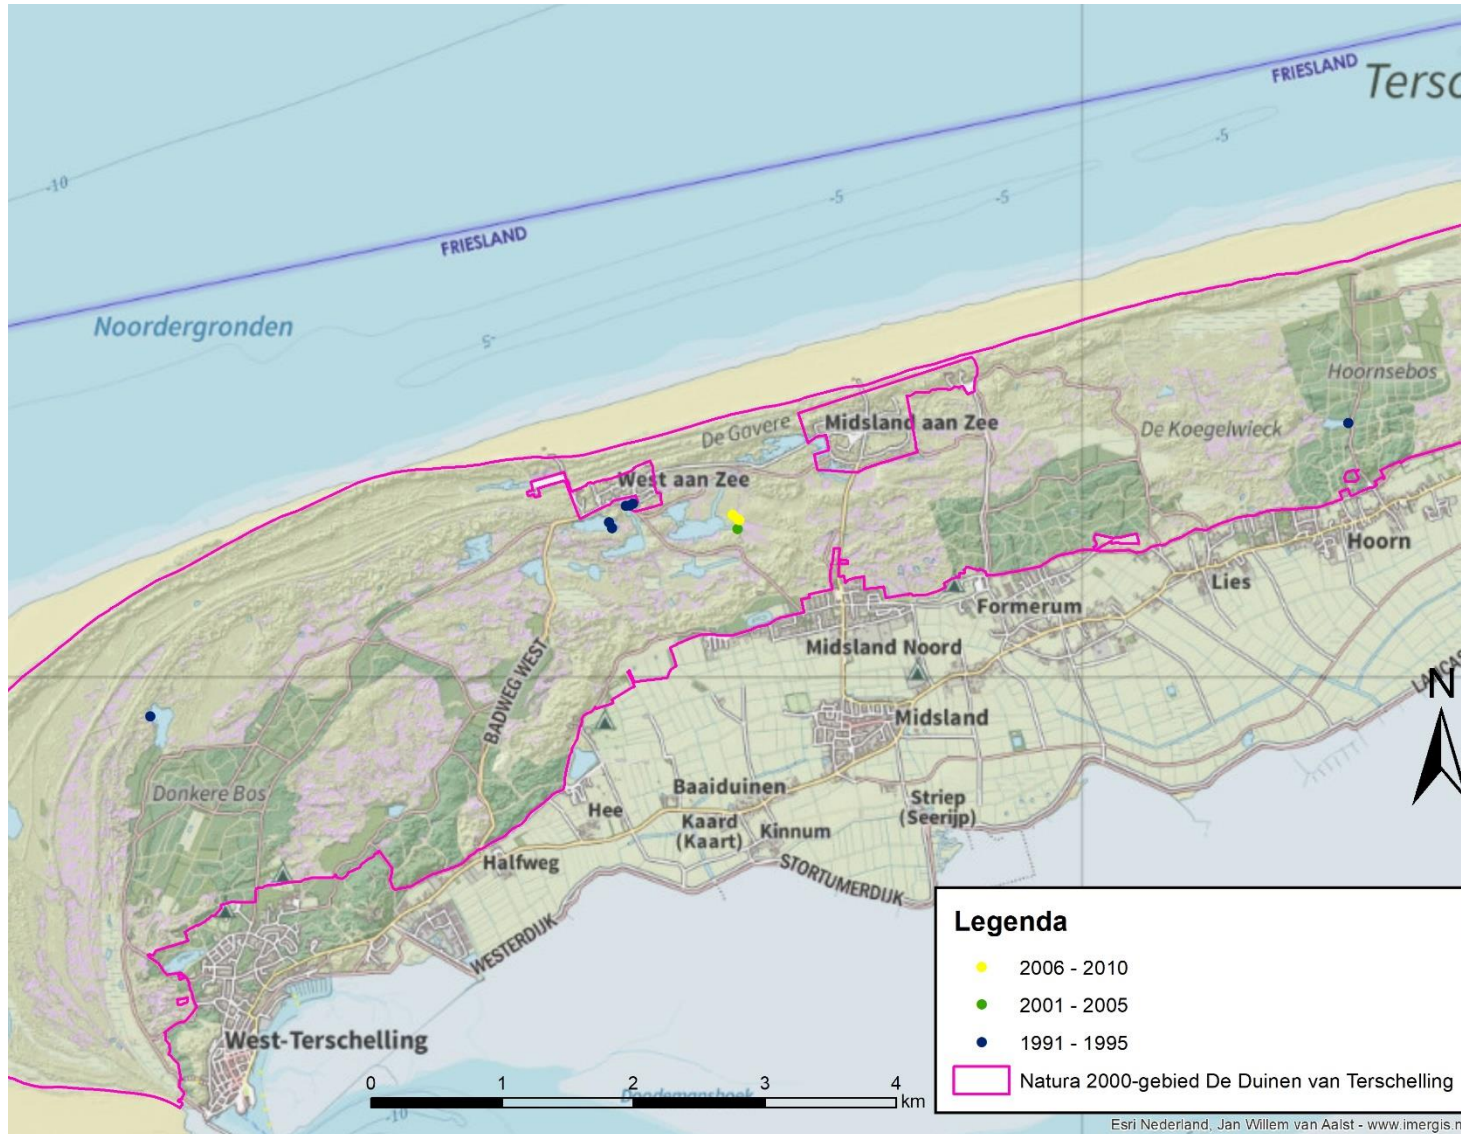 FRIESLAND
Tersc
-10
-5
-5
-5
FRIESLAND
Noordergronden
-5
Hoornsebos
De Govere
Midsland aan Zee
De Koegelwieck
West aan Zee
Hoorn
Lies
Formerum
Midsland Noord
BADWEG WEST
N
Midsland
Donkere Bos
Baaiduinen
Hee
Kaard
(Kaart)
Kinnum
Striep
(Seerijp)
Halfweg
STORTUMERDIJK
WESTERDIJK
West-Terschelling
Legenda
2006 - 2010
2001 - 2005
1991 - 1995
Natura 2000-gebied De Duinen van Terschelling
0 1 2 3 4
km
-10
Esri Nederland, Jan Willem van Aalst - www.imergis.n